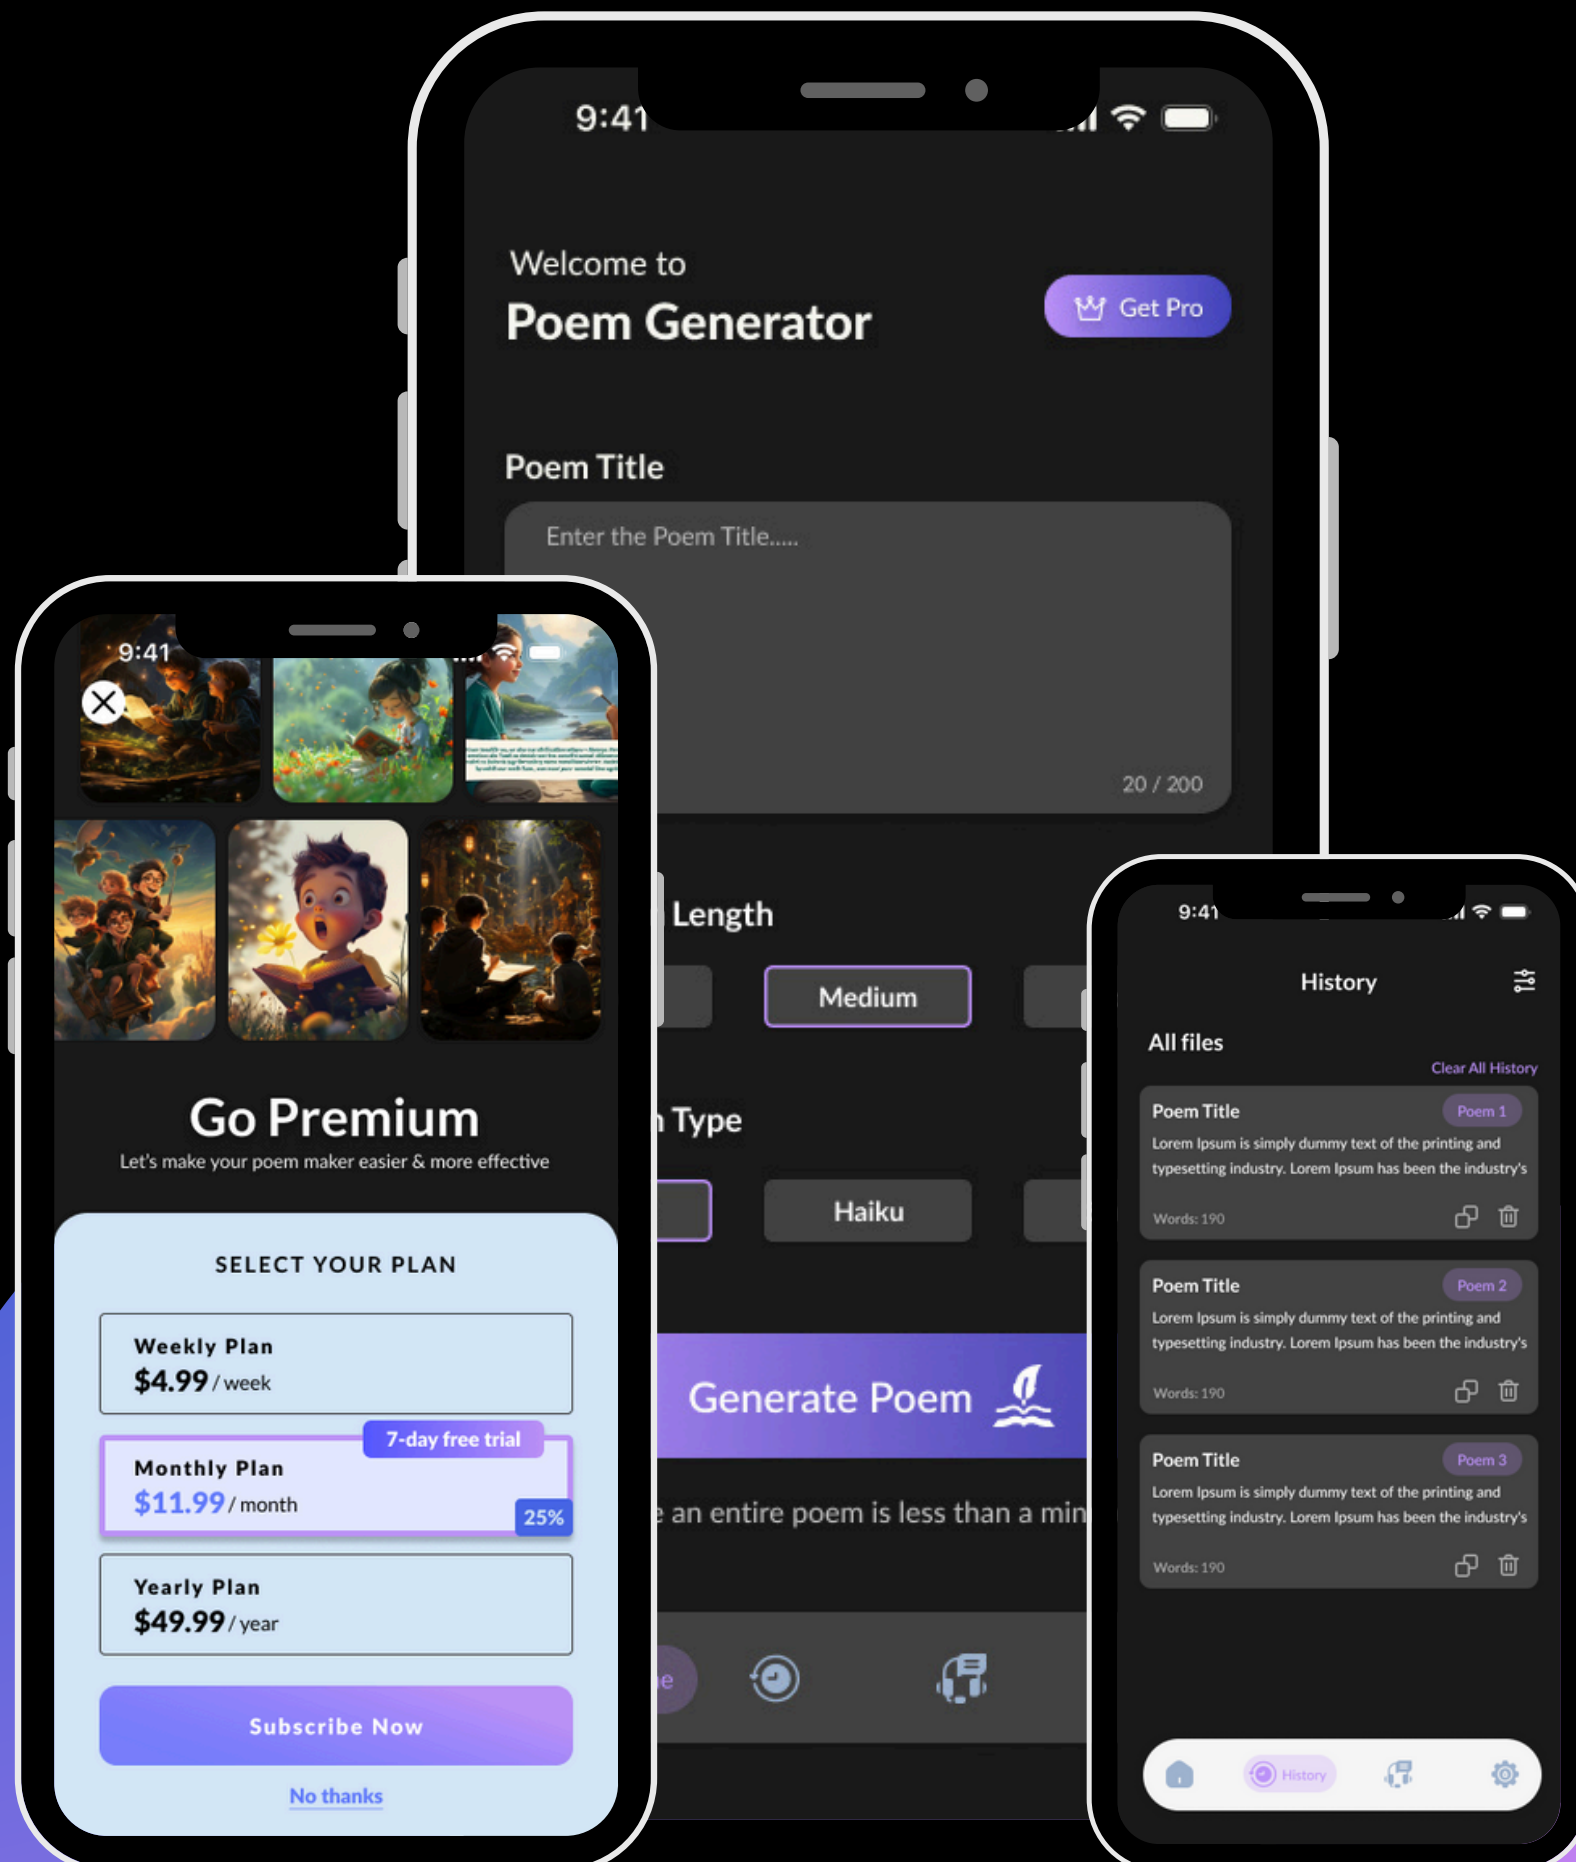 9:41
Welcome to
Poem Generator
Get Pro
Poem Title
Enter the Poem Title.....
20 / 200
Length
Medium
Type
Haiku
Generate Poem
an entire poem is less than a min
9:41
Go Premium
Let's make your poem maker easier & more effective
SELECT YOUR PLAN
Weekly Plan
$4.99 / week
7-day free trial
Monthly Plan
$11.99 / month
25%
Yearly Plan
$49.99 / year
Subscribe Now
No thanks
9:41
History
All files
Clear All History
Poem Title
Poem 1
Lorem Ipsum is simply dummy text of the printing and
typesetting industry. Lorem Ipsum has been the industry's
Words: 190
Poem Title
Poem 2
Lorem Ipsum is simply dummy text of the printing and
typesetting industry. Lorem Ipsum has been the industry's
Words: 190
Poem Title
Poem 3
Lorem Ipsum is simply dummy text of the printing and
typesetting industry. Lorem Ipsum has been the industry's
Words: 190
History